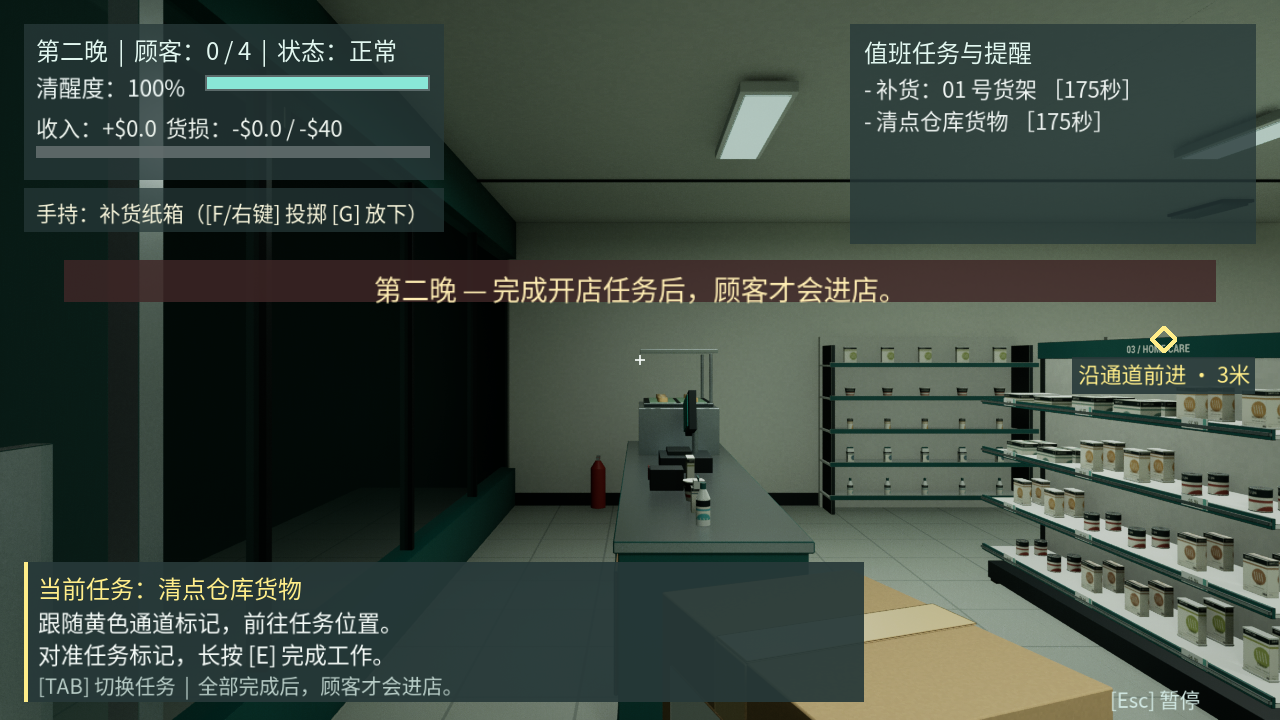 第二晚 | 顾客：0 / 4 | 状态：正常
清醒度：100%
收入：+$0.0 货损：-$0.0 / -$40
手持：补货纸箱（[F/右键] 投掷 [G] 放下）
值班任务与提醒
- 补货：01 号货架 ［175秒］
- 清点仓库货物 ［175秒］
第二晚 — 完成开店任务后，顾客才会进店。
03 / HOME CARE
沿通道前进 · 3米
当前任务：清点仓库货物
跟随黄色通道标记，前往任务位置。
对准任务标记，长按 [E] 完成工作。
[TAB] 切换任务 | 全部完成后，顾客才会进店。
[Esc] 暂停